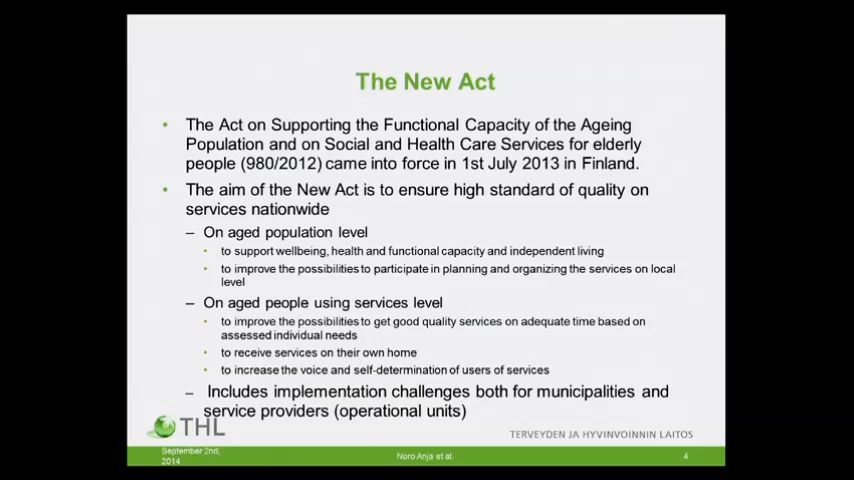 The New Act
• The Act on Supporting the Functional Capacity of the Ageing
Population and on Social and Health Care Services for elderly
people (980/2012) came into force in 1st July 2013 in Finland.
• The aim of the New Act is to ensure high standard of quality on
services nationwide
– On aged population level
• to support wellbeing, health and functional capacity and independent living
• to improve the possibilities to participate in planning and organizing the services on local
level
– On aged people using services level
• to improve the possibilities to get good quality services on adequate time based on
assessed individual needs
• to receive services on their own home
• to increase the voice and self-determination of users of services
– Includes implementation challenges both for municipalities and
service providers (operational units)
THL
TERVEYDEN JA HYVINVOINNIN LAITOS
September 2nd,
2014
Noro Anja et al.
4